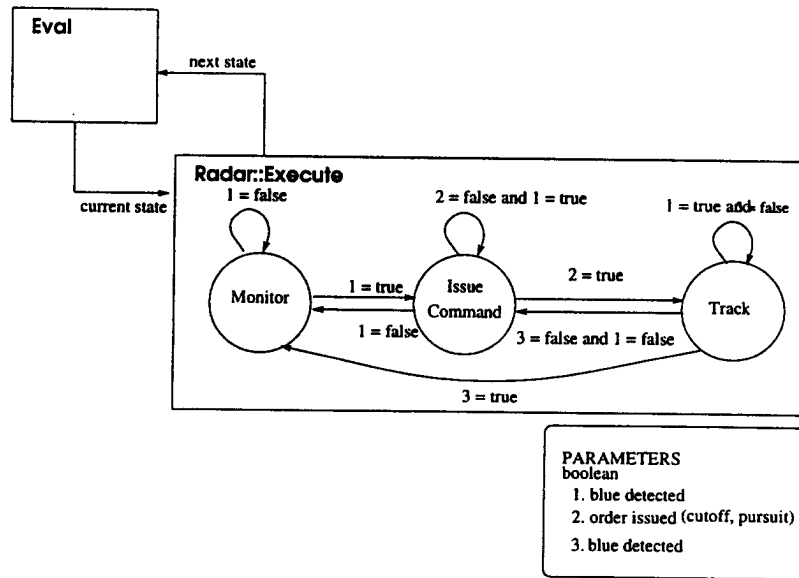 Eval
next state
current state
Radar::Execute
1 = false
2 = false and 1 = true
1 = true and = false
Monitor
1 = true
1 = false
Issue
Command
2 = true
3 = false and 1 = false
Track
3 = true
PARAMETERS
boolean
1. blue detected
2. order issued (cutoff, pursuit)
3. blue detected